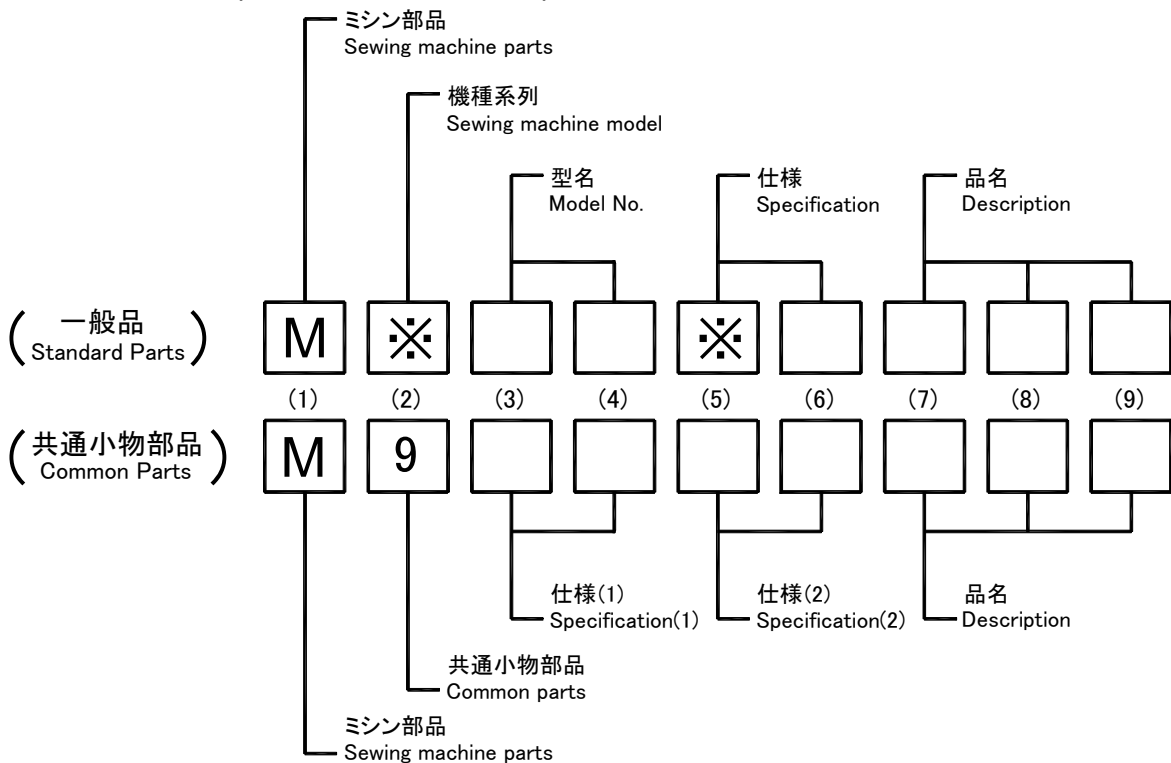 ミシン部品
Sewing machine parts
機種系列
Sewing machine model
型名
Model No.
仕様
Specification
品名
Description
一般品
Standard Parts
M ※ ※
(1) (2) (3) (4) (5) (6) (7) (8) (9)
共通小物部品
Common Parts
M 9
仕様(1)
Specification(1)
仕様(2)
Specification(2)
品名
Description
共通小物部品
Common parts
ミシン部品
Sewing machine parts